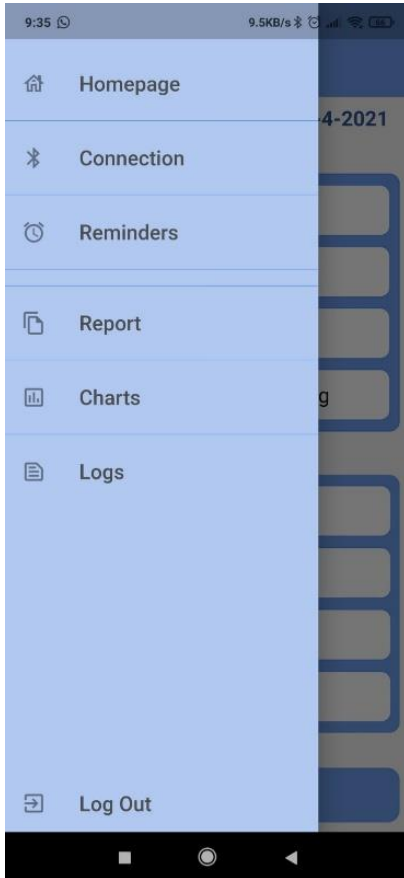 9:35 9.5KB/s
Homepage
-4-2021
Connection
Reminders
Report
Charts
g
Logs
Log Out